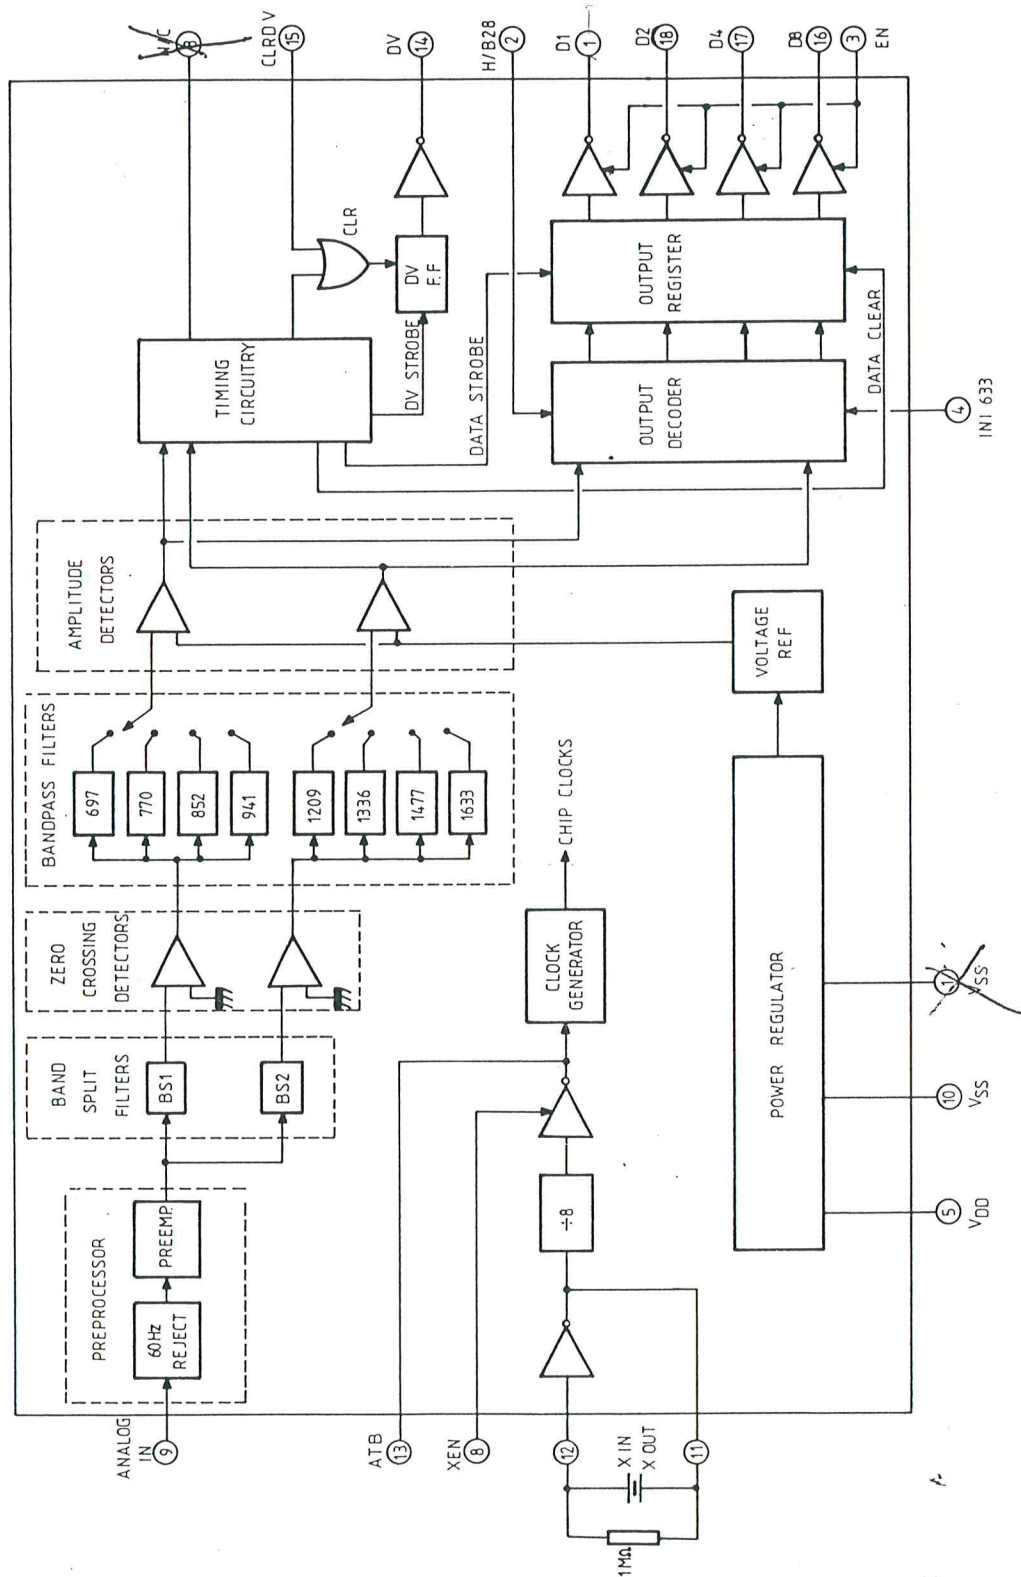 ANALOG
IN
9
PREPROCESSOR
60Hz
REJECT
PREEMP.
BAND
SPLIT
FILTERS
BS1
BS2
ZERO
CROSSING
DETECTORS
BANDPASS FILTERS
697
770
852
941
1209
1336
1477
1633
AMPLITUDE
DETECTORS
TIMING
CIRCUITRY
N/C
CLRDV
15
CLR
DV
F.F
DV
14
DV STROBE
DATA STROBE
H/B28
2
OUTPUT
DECODER
OUTPUT
REGISTER
DATA CLEAR
D1
1
D2
18
D4
17
D8
16
3
EN
4
INI 633
ATB
13
XEN
8
12
X IN
X OUT
11
1MΩ
÷8
CLOCK
GENERATOR
CHIP CLOCKS
VOLTAGE
REF
POWER REGULATOR
5
VDD
10
VSS
1
VSS